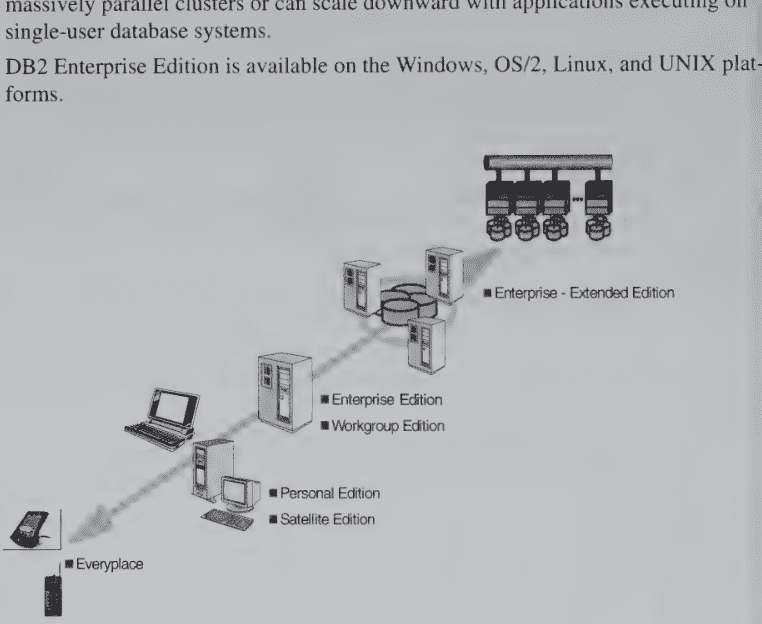 massively parallel clusters or can scale downward with applications executing on
single-user database systems.
DB2 Enterprise Edition is available on the Windows, OS/2, Linux, and UNIX plat-
forms.
■ Enterprise - Extended Edition
■ Enterprise Edition
■ Workgroup Edition
■ Personal Edition
■ Satellite Edition
■ Everyplace